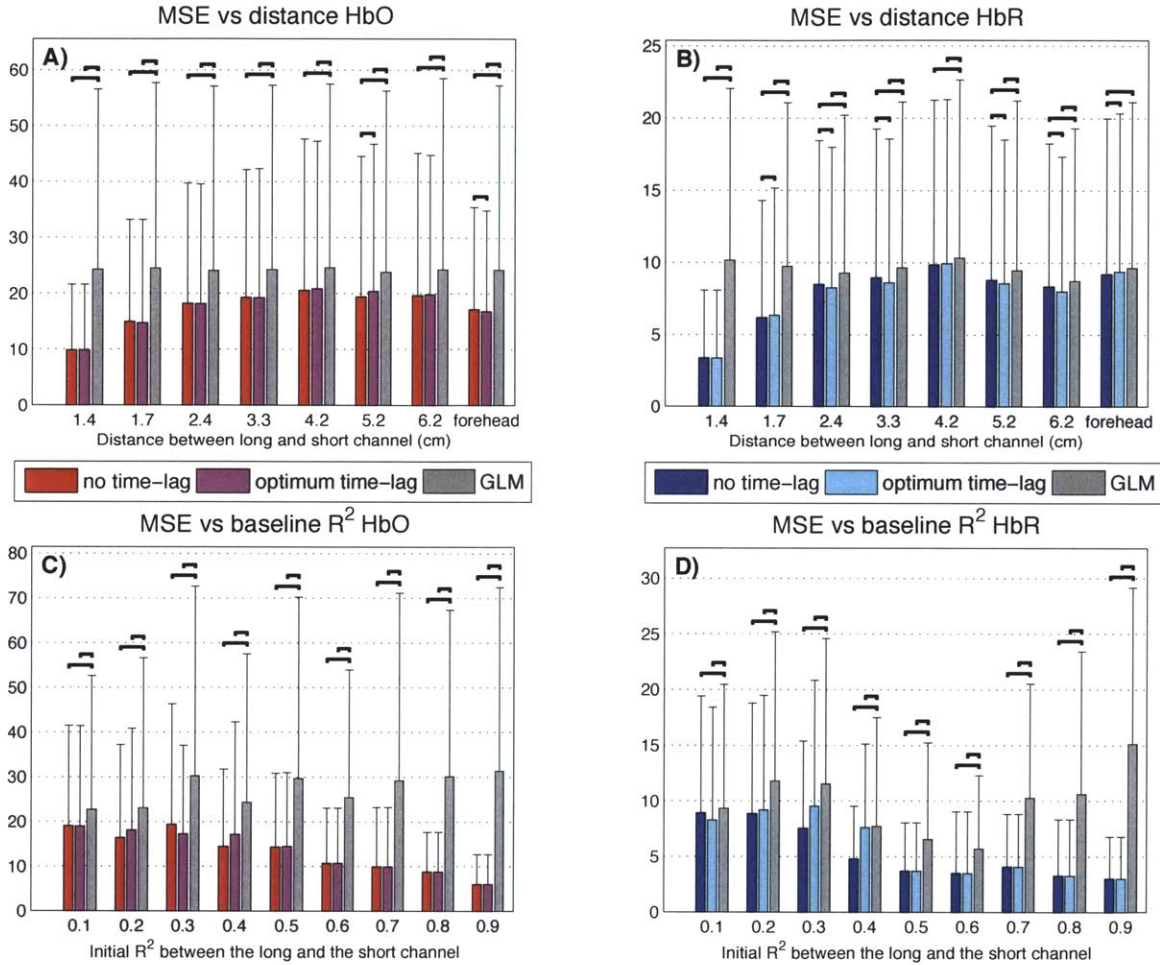 MSE vs distance HbO
A)
60
50
40
30
20
10
0
1.4 1.7 2.4 3.3 4.2 5.2 6.2 forehead
Distance between long and short channel (cm)
no time-lag optimum time-lag GLM
MSE vs distance HbR
B)
25
20
15
10
5
0
1.4 1.7 2.4 3.3 4.2 5.2 6.2 forehead
Distance between long and short channel (cm)
no time-lag optimum time-lag GLM
MSE vs baseline R² HbO
C)
80
70
60
50
40
30
20
10
0
0.1 0.2 0.3 0.4 0.5 0.6 0.7 0.8 0.9
Initial R² between the long and the short channel
MSE vs baseline R² HbR
D)
30
25
20
15
10
5
0
0.1 0.2 0.3 0.4 0.5 0.6 0.7 0.8 0.9
Initial R² between the long and the short channel